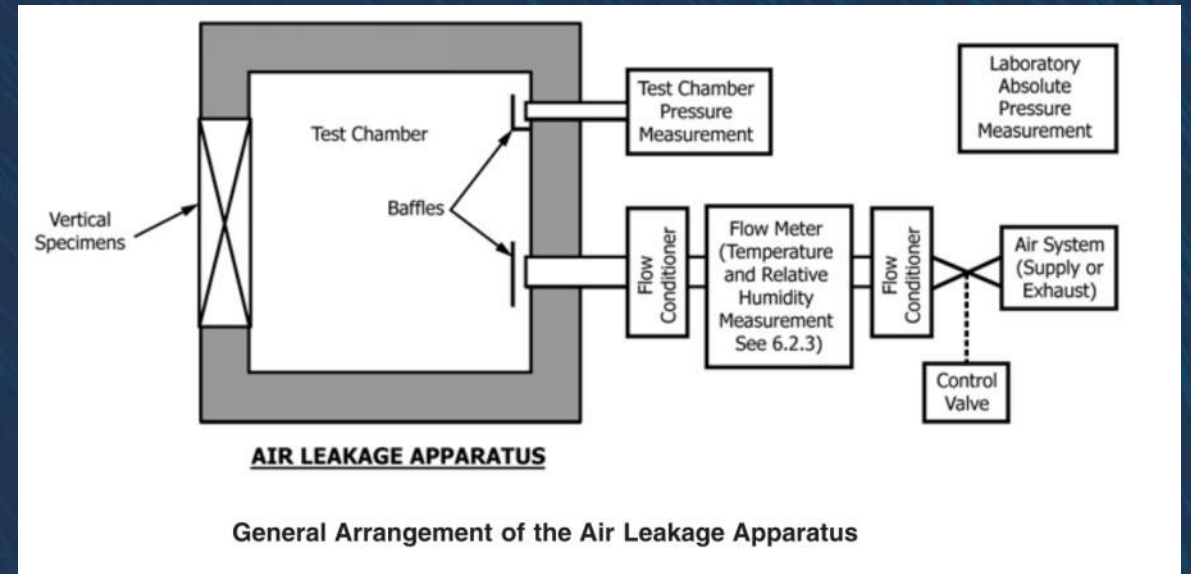 Test Chamber
Pressure
Measurement
Laboratory
Absolute
Pressure
Measurement
Test Chamber
Baffles
Vertical
Specimens
Flow
Conditioner
Flow Meter
(Temperature
and Relative
Humidity
Measurement
See 6.2.3)
Flow
Conditioner
Air System
(Supply or
Exhaust)
Control
Valve
AIR LEAKAGE APPARATUS
General Arrangement of the Air Leakage Apparatus